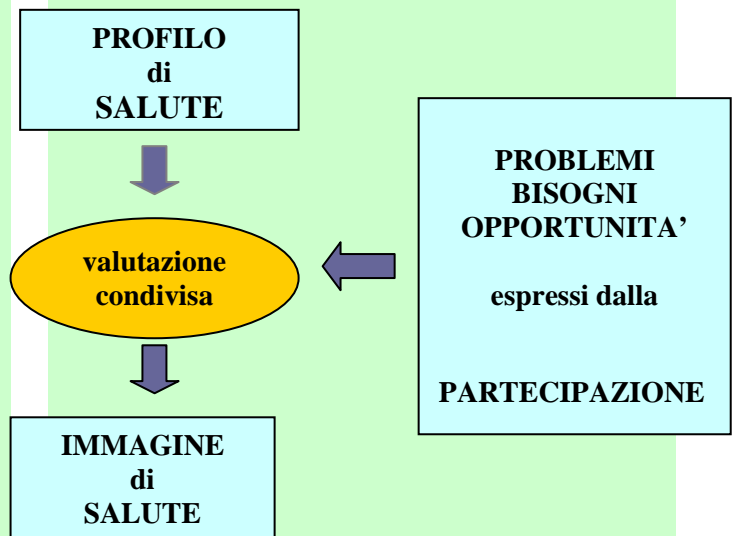 PROFILO
di
SALUTE
PROBLEMI
BISOGNI
OPPORTUNITA’
espressi dalla
PARTECIPAZIONE
valutazione
condivisa
IMMAGINE
di
SALUTE